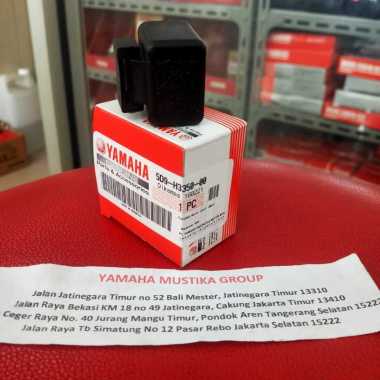 YAMAHA
Parts & Accessories
5D9-H3350-00
1 PC
YAMAHA MUSTIKA GROUP
Jalan Jatinegara Timur no 52 Bali Mester, Jatinegara Timur 13310
Jalan Raya Bekasi KM 18 no 49 Jatinegara, Cakung Jakarta Timur 13410
Ceger Raya No. 40 Jurang Mangu Timur, Pondok Aren Tangerang Selatan 15222
Jalan Raya Tb Simatung No 12 Pasar Rebo Jakarta Selatan 15222